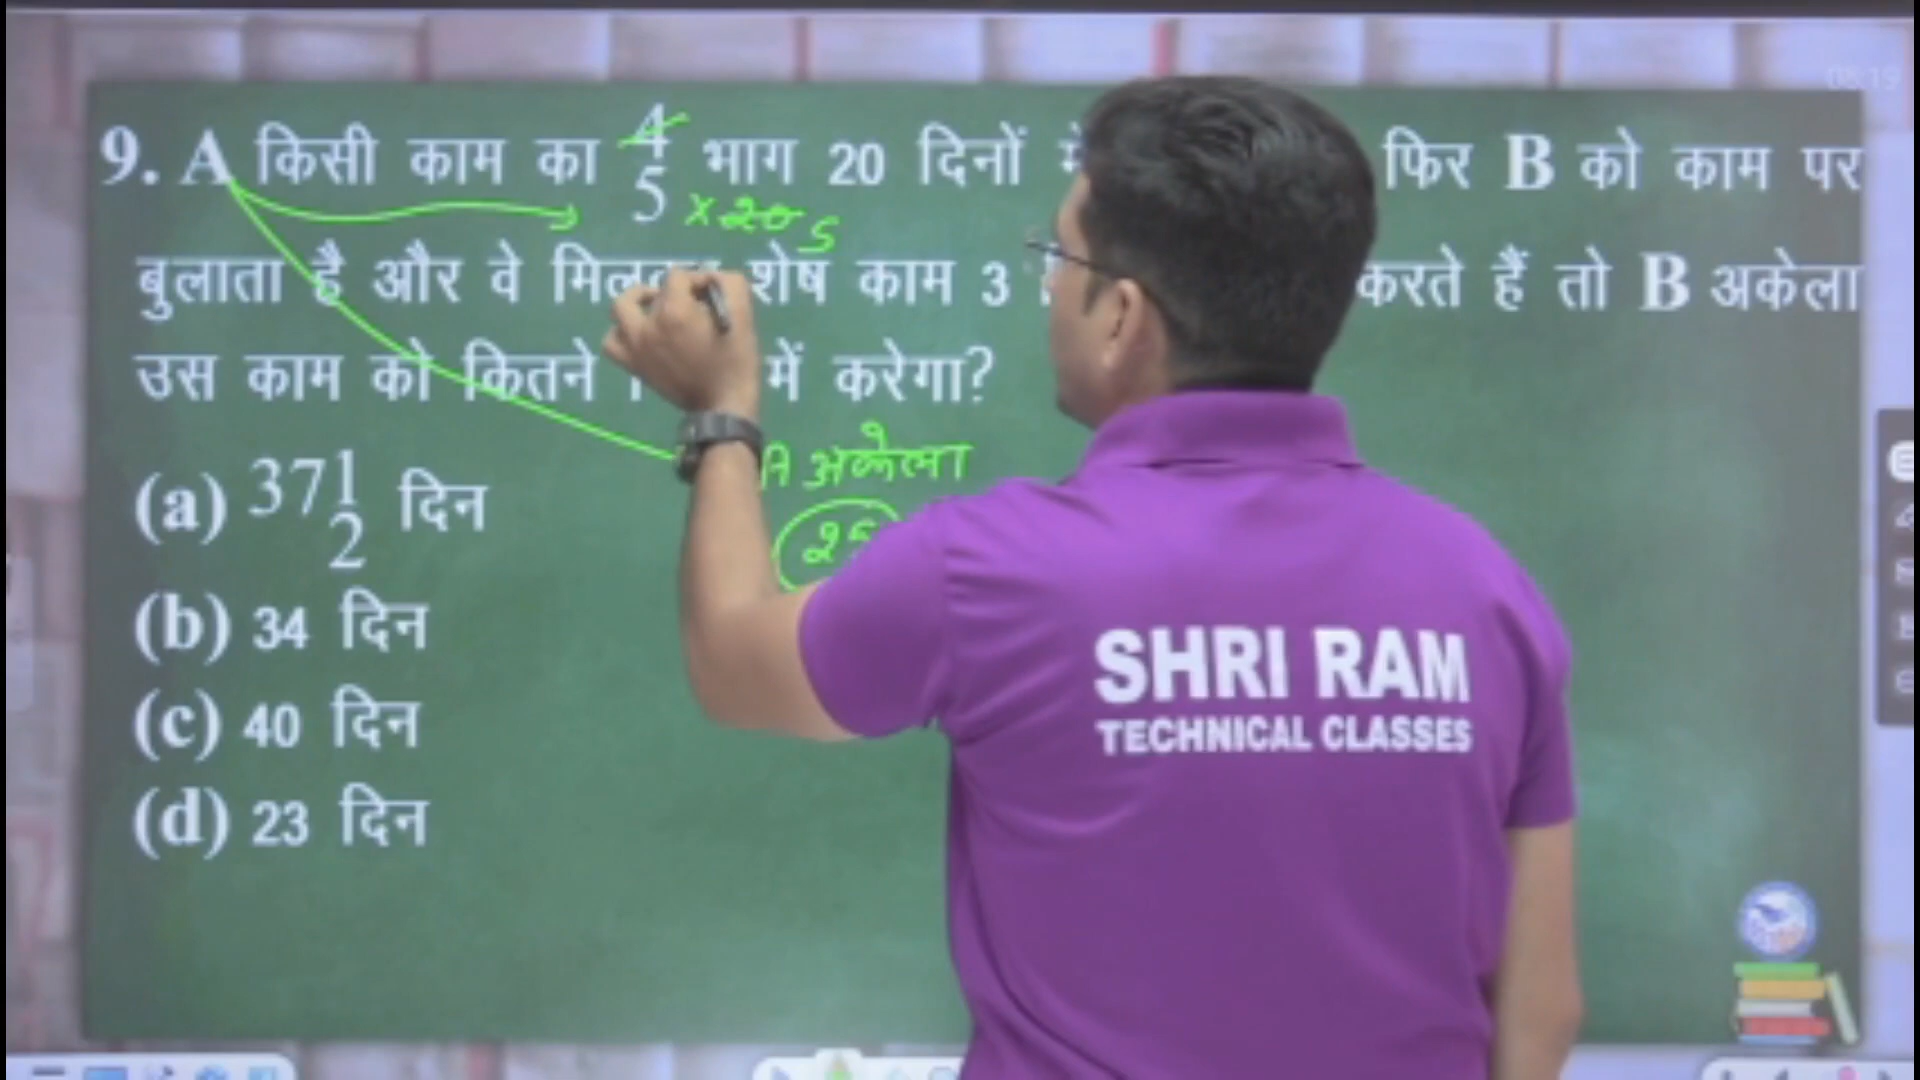 9. A किसी काम का 4/5 भाग 20 दिनों फिर B को काम पर
×20 5
बुलाता है और वे शेष काम 3 करते हैं तो B अकेला
उस काम को कितने में करेगा?
अकेला
(a) 37 1/2 दिन
(b) 34 दिन
(c) 40 दिन
(d) 23 दिन
SHRI RAM
TECHNICAL CLASSES